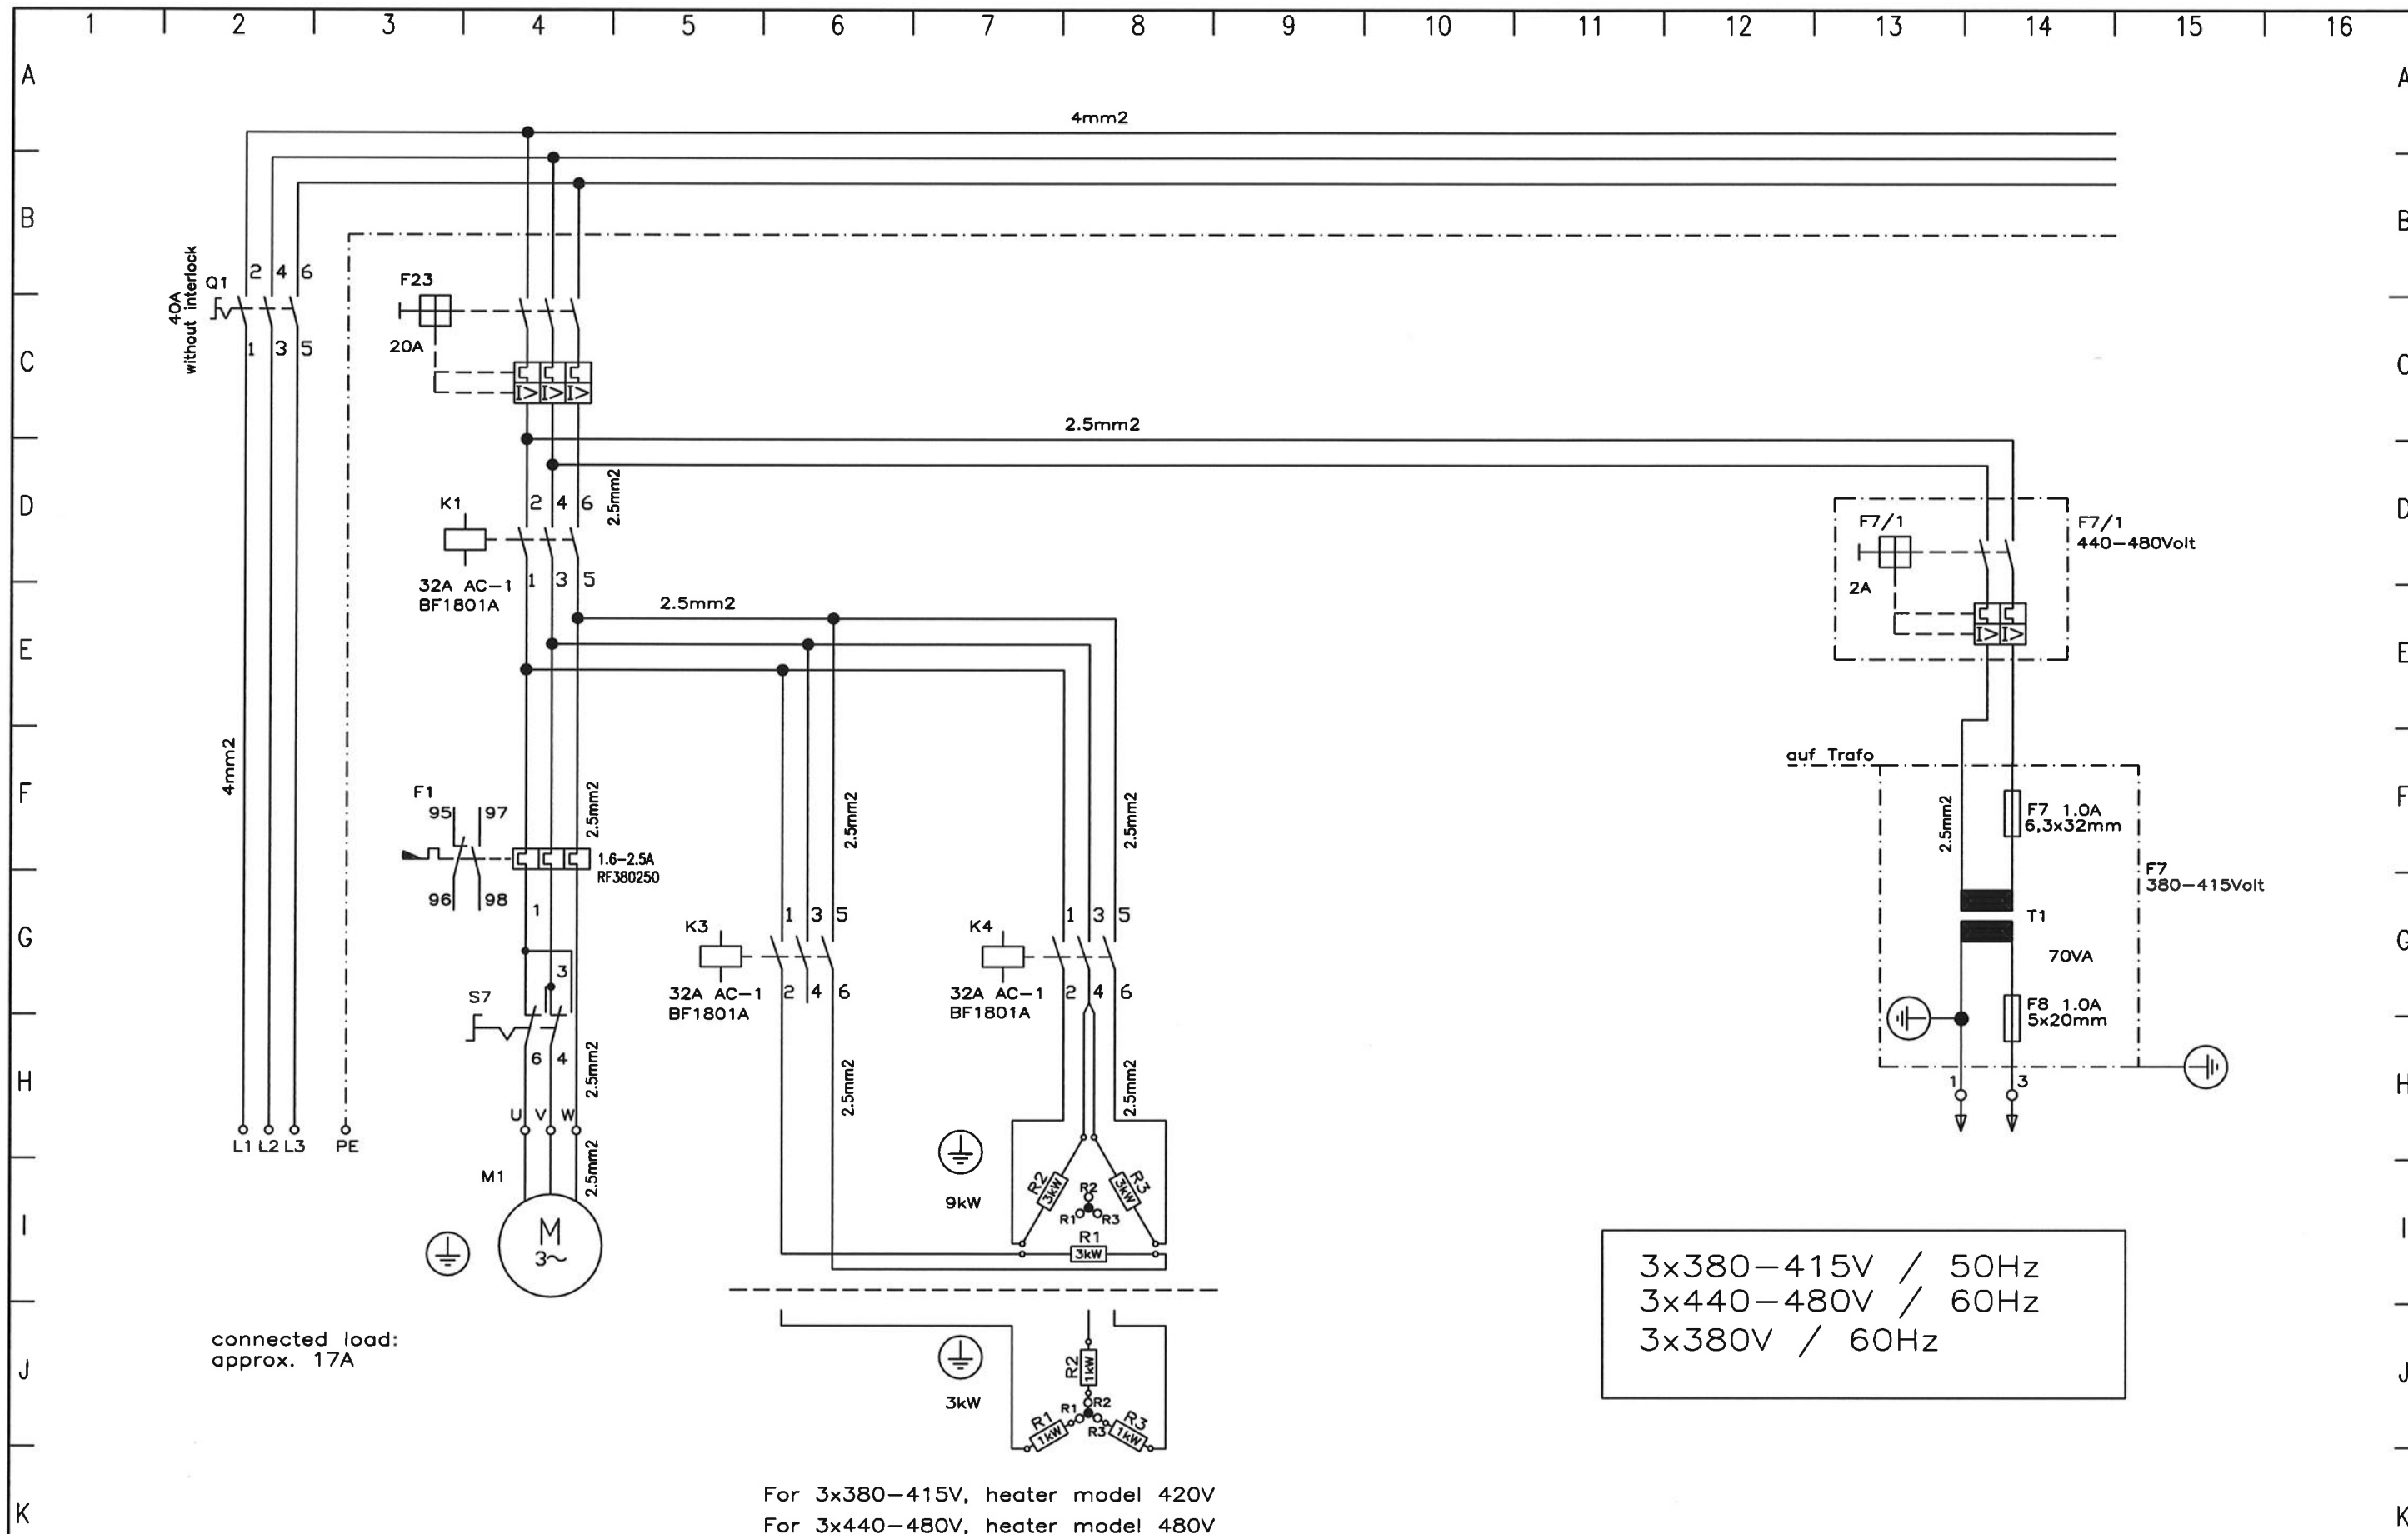 1 2 3 4 5 6 7 8 9 10 11 12 13 14 15 16
A A
4mm2
B B
40A
without interlock
Q1
2 4 6
1 3 5
F23
20A
C C
I> I> I>
2.5mm2
D D
K1
2 4 6
2.5mm2
1 3 5
32A AC-1
BF1801A
F7/1
2A
F7/1
440-480Volt
I> I>
2.5mm2
E E
auf Trafo
4mm2
F F
F1
95 97
96 98
2.5mm2
1.6-2.5A
RF380250
2.5mm2
2.5mm2
2.5mm2
F7 1.0A
6,3x32mm
F7
380-415Volt
1
3
G G
K3
1 3 5
2 4 6
32A AC-1
BF1801A
K4
1 3 5
2 4 6
32A AC-1
BF1801A
T1
70VA
S7
6 4
F8 1.0A
5x20mm
H H
2.5mm2
2.5mm2
2.5mm2
1 3
L1 L2 L3 PE
U V W
M1
2.5mm2
M
3~
I I
9kW
R2
3kW
R3
3kW
R2
R1 R3
R1
3kW
3x380-415V / 50Hz
3x440-480V / 60Hz
3x380V / 60Hz
connected load:
approx. 17A
J J
3kW
R2
1kW
R1 R2
R3
R1
1kW
R3
1kW
For 3x380-415V, heater model 420V
K K
For 3x440-480V, heater model 480V